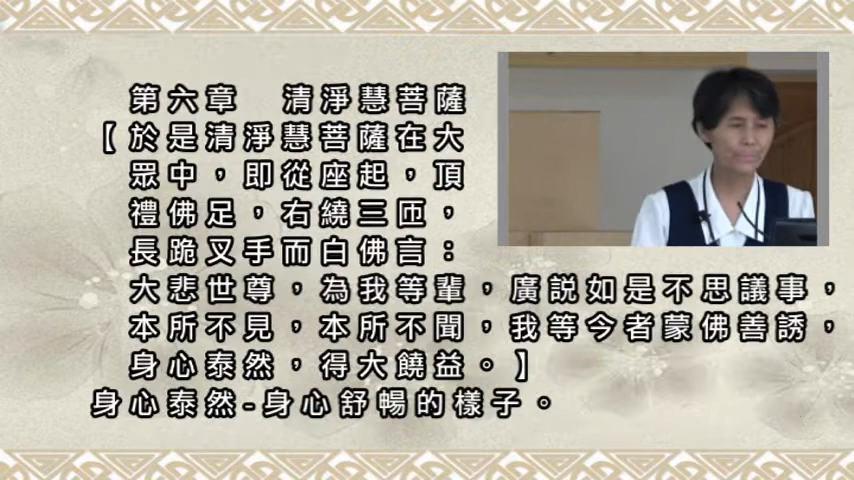 第六章　清淨慧菩薩
【於是清淨慧菩薩在大
眾中，即從座起，頂
禮佛足，右繞三匝，
長跪叉手而白佛言：
大悲世尊，為我等輩，廣說如是不思議事，
本所不見，本所不聞，我等今者蒙佛善誘，
身心泰然，得大饒益。】
身心泰然-身心舒暢的樣子。